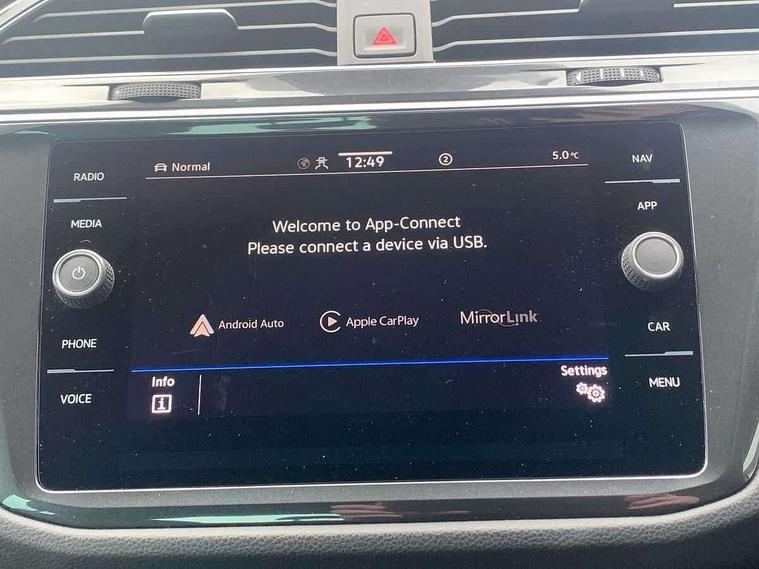 RADIO
MEDIA
PHONE
VOICE
Normal
12:49
2
5.0°C
Welcome to App-Connect
Please connect a device via USB.
Android Auto
Apple CarPlay
MirrorLink
Info
i
Settings
NAV
APP
CAR
MENU